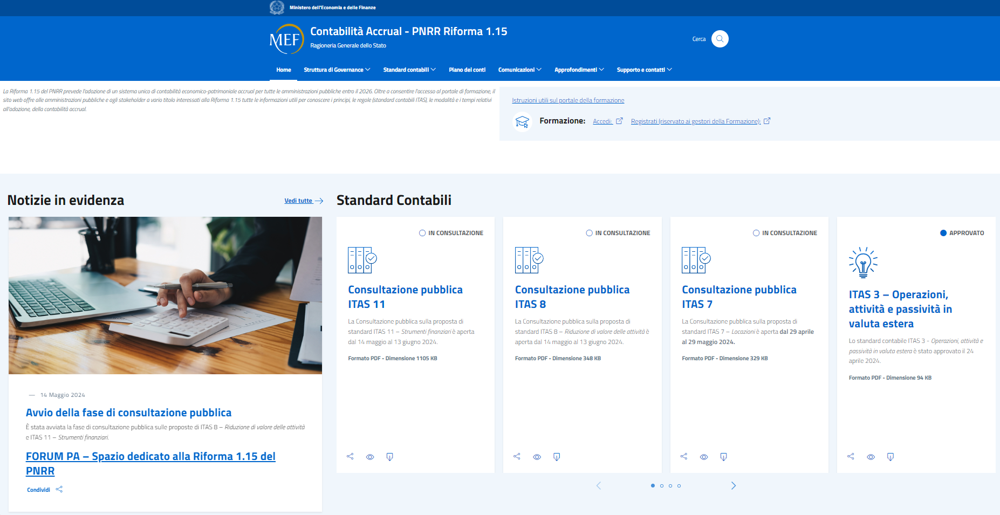 Ministero dell'Economia e delle Finanze
MEF
Contabilità Accrual - PNRR Riforma 1.15
Ragioneria Generale dello Stato
Cerca
Home
Struttura di Governance
Standard contabili
Piano dei conti
Comunicazioni
Approfondimenti
Supporto e contatti
La Riforma 1.15 del PNRR prevede l'adozione di un sistema unico di contabilità economico-patrimoniale accrual per tutte le amministrazioni pubbliche entro il 2026. Oltre a consentire l'accesso al portale di formazione, il
sito web offre alle amministrazioni pubbliche e agli stakeholder a vario titolo interessati alla Riforma 1.15 tutte le informazioni utili per conoscere i principi, le regole (standard contabili ITAS), le modalità e i tempi relativi
all'adozione, della contabilità accrual.
Istruzioni utili sul portale della formazione
Formazione:
Accedi:
Registrati (riservato ai gestori della Formazione):
Notizie in evidenza
Vedi tutte
— 14 Maggio 2024
Avvio della fase di consultazione pubblica
È stata avviata la fase di consultazione pubblica sulle proposte di ITAS 8 – Riduzione di valore delle attività
e ITAS 11 – Strumenti finanziari.
FORUM PA – Spazio dedicato alla Riforma 1.15 del
PNRR
Condividi
Standard Contabili
IN CONSULTAZIONE
Consultazione pubblica
ITAS 11
La Consultazione pubblica sulla proposta di
standard ITAS 11 – Strumenti finanziari è aperta
dal 14 maggio al 13 giugno 2024.
Formato PDF - Dimensione 1105 KB
IN CONSULTAZIONE
Consultazione pubblica
ITAS 8
La Consultazione pubblica sulla proposta di
standard ITAS 8 – Riduzione di valore delle attività è
aperta dal 14 maggio al 13 giugno 2024.
Formato PDF - Dimensione 348 KB
IN CONSULTAZIONE
Consultazione pubblica
ITAS 7
La Consultazione pubblica sulla proposta di
standard ITAS 7 – Locazioni è aperta dal 29 aprile
al 29 maggio 2024.
Formato PDF - Dimensione 329 KB
APPROVATO
ITAS 3 – Operazioni,
attività e passività in
valuta estera
Lo standard contabile ITAS 3 - Operazioni, attività e
passività in valuta estera è stato approvato il 24
aprile 2024.
Formato PDF - Dimensione 94 KB